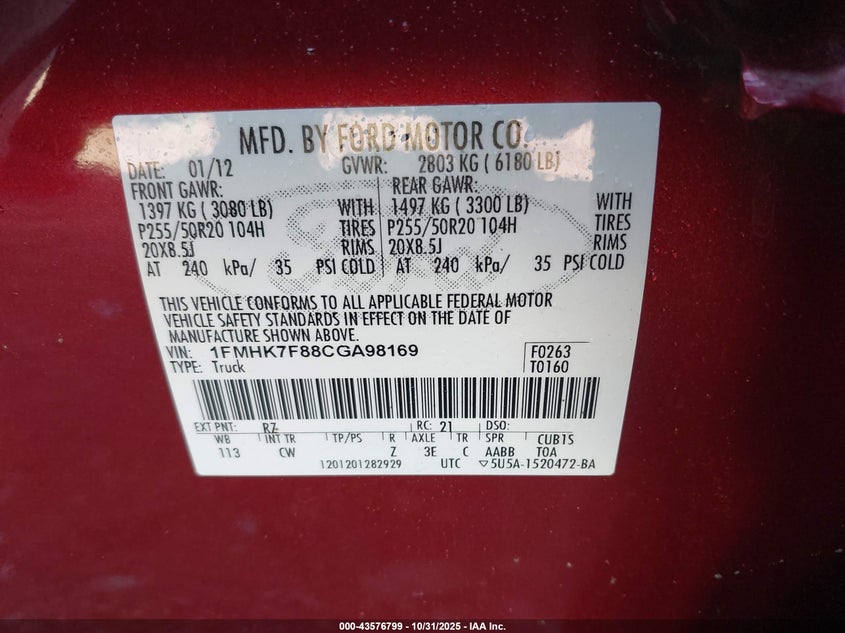 MFD. BY FORD MOTOR CO.
DATE: 01/12 GVWR: 2803 KG ( 6180 LB)
FRONT GAWR: REAR GAWR:
1397 KG ( 3080 LB) WITH 1497 KG ( 3300 LB) WITH
P255/50R20 104H TIRES P255/50R20 104H TIRES
20X8.5J RIMS 20X8.5J RIMS
AT 240 kPa/ 35 PSI COLD AT 240 kPa/ 35 PSI COLD
THIS VEHICLE CONFORMS TO ALL APPLICABLE FEDERAL MOTOR
VEHICLE SAFETY STANDARDS IN EFFECT ON THE DATE OF
MANUFACTURE SHOWN ABOVE.
VIN: 1FMHK7F88CGA98169 F0263
TYPE: Truck T0160
EXT PNT: RZ RC: 21 DSO:
WB INT TR TP/PS R AXLE TR SPR CUB1S
113 CW Z 3E C AABB TOA
1201201282929 UTC ▽5U5A-1520472-BA
000-43576799 - 10/31/2025 - IAA Inc.